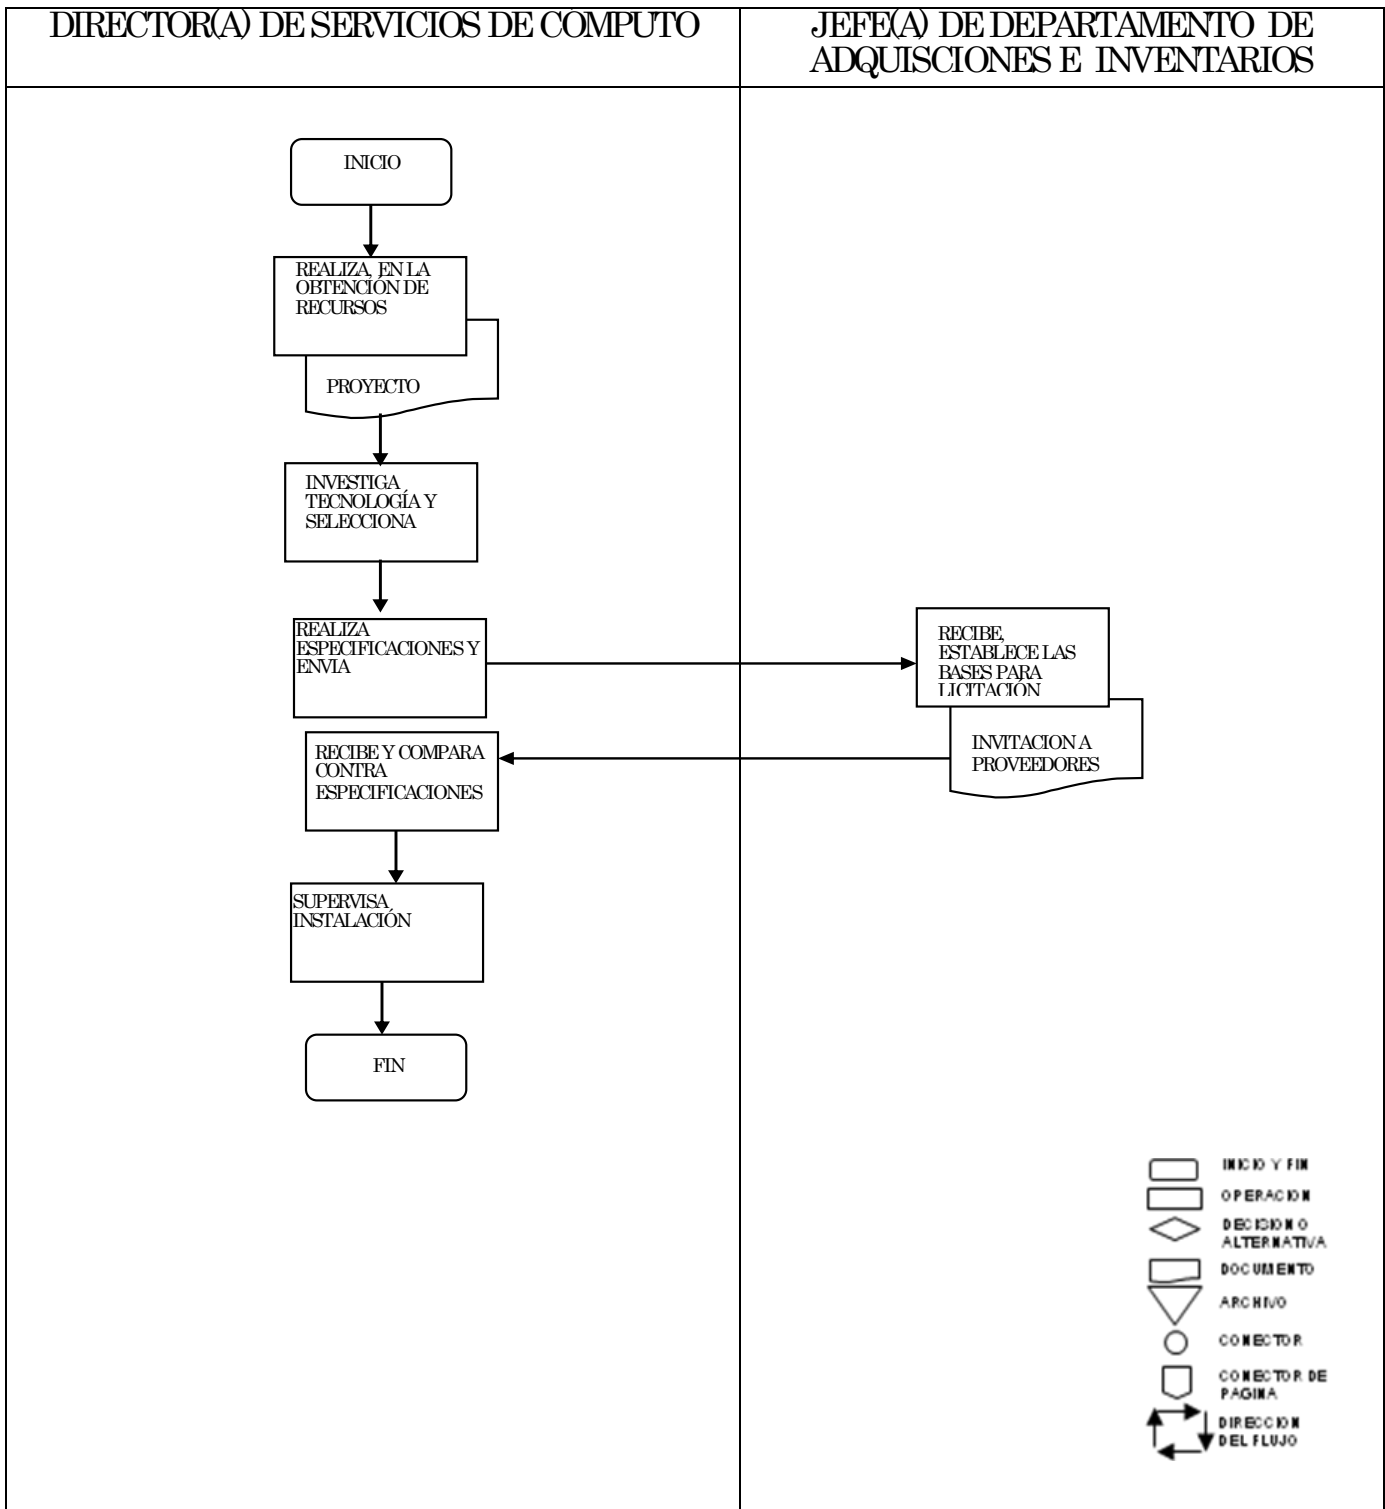 DIRECTOR(A) DE SERVICIOS DE COMPUTO
JEFE(A) DE DEPARTAMENTO DE
ADQUISCIONES E INVENTARIOS
INICIO
REALIZA, EN LA
OBTENCIÓN DE
RECURSOS
PROYECTO
INVESTIGA
TECNOLOGÍA Y
SELECCIONA
REALIZA
ESPECIFICACIONES Y
ENVIA
RECIBE,
ESTABLECE LAS
BASES PARA
LICITACIÓN
INVITACION A
PROVEEDORES
RECIBE Y COMPARA
CONTRA
ESPECIFICACIONES
SUPERVISA
INSTALACIÓN
FIN
INICIO Y FIN
OPERACION
DECISION O
ALTERNATIVA
DOCUMENTO
ARCHIVO
CONECTOR
CONECTOR DE
PAGINA
DIRECCION
DEL FLUJO